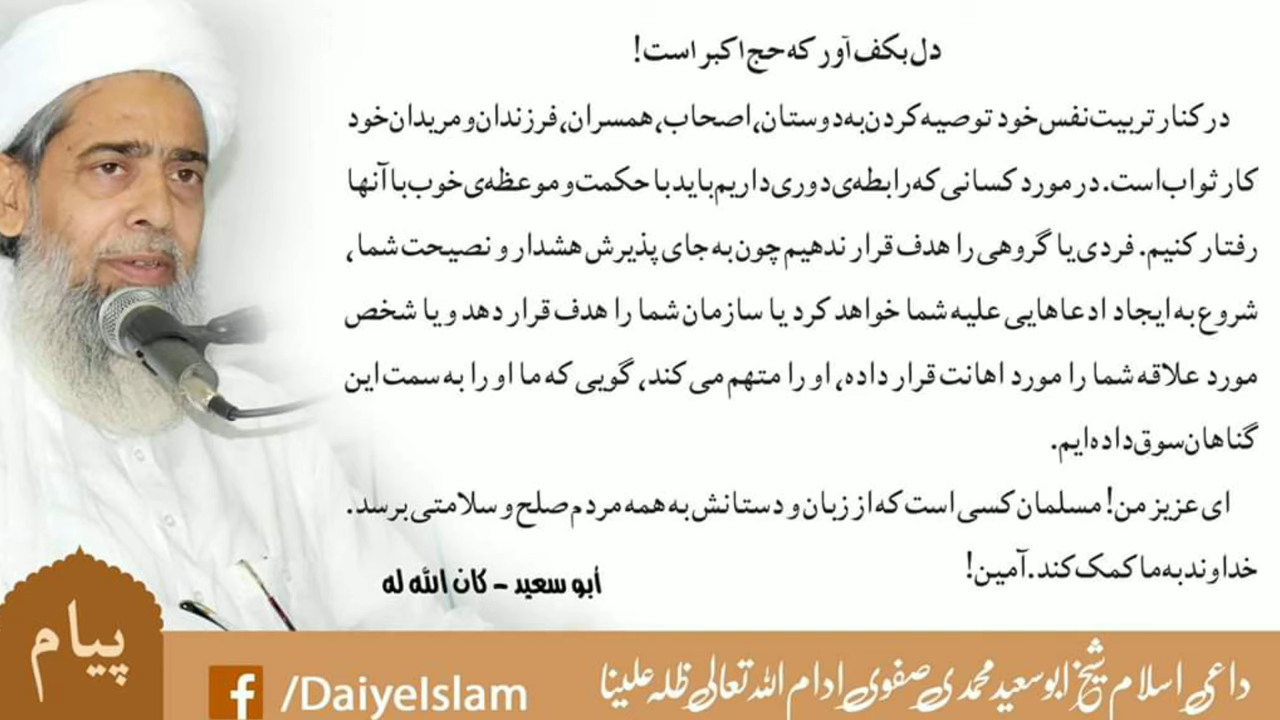 دل بکف آور که حج اکبر است!
در کنار تربیت نفس خود توصیه کردن به دوستان، اصحاب، همسران، فرزندان و مریدان خود
کار ثواب است. در مورد کسانی که رابطه‌ی دوری داریم باید با حکمت و موعظه‌ی خوب با آنها
رفتار کنیم. فردی یا گروهی را هدف قرار ندهیم چون به جای پذیرش هشدار و نصیحت شما،
شروع به ایجاد ادعاهایی علیه شما خواهد کرد یا سازمان شما را هدف قرار دهد و یا شخص
مورد علاقه شما را مورد اهانت قرار داده، او را متهم می کند، گویی که ما او را به سمت این
گناهان سوق داده ایم.
ای عزیز من! مسلمان کسی است که از زبان و دستانش به همه مردم صلح و سلامتی برسد.
خداوند به ما کمک کند. آمین!
أبو سعید - کان الله له
پیام
داعی اسلام شیخ ابو سعید محمدی صفوی ادام الله تعالی ظله علینا
f /DaiyeIslam